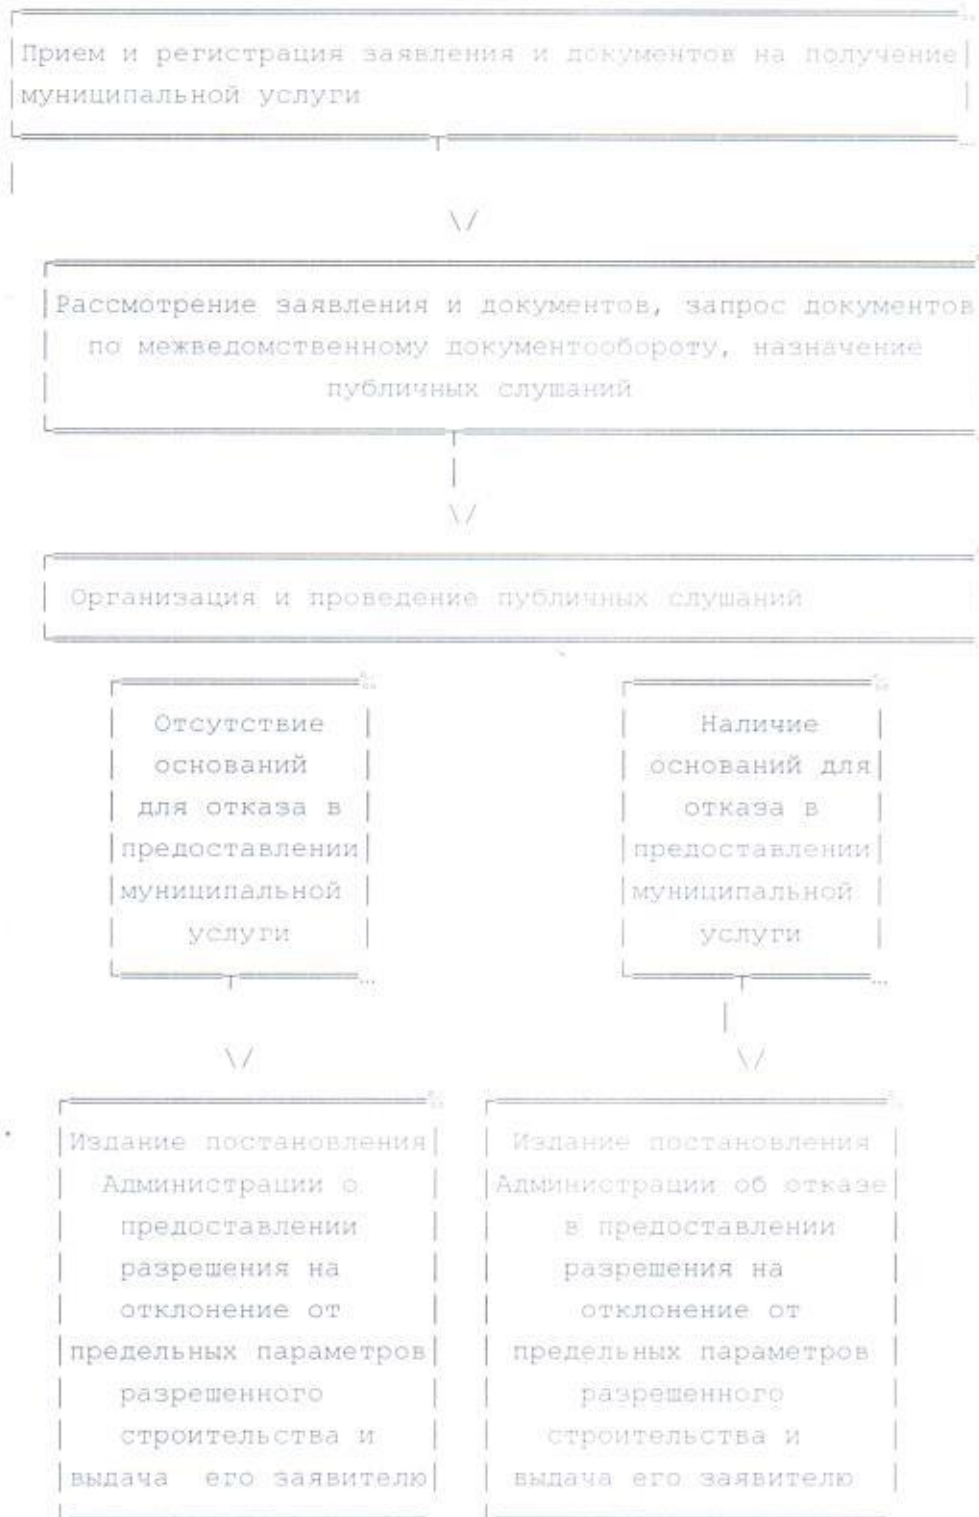 Прием и регистрация заявления и документов на получение
муниципальной услуги
\/
Рассмотрение заявления и документов, запрос документов
по межведомственному документообороту, назначение
публичных слушаний
\/
Организация и проведение публичных слушаний
Отсутствие
оснований
для отказа в
предоставлении
муниципальной
услуги
\/
Наличие
оснований для
отказа в
предоставлении
муниципальной
услуги
\/
Издание постановления
Администрации о
предоставлении
разрешения на
отклонение от
предельных параметров
разрешенного
строительства и
выдача его заявителю
Издание постановления
Администрации об отказе
в предоставлении
разрешения на
отклонение от
предельных параметров
разрешенного
строительства и
выдача его заявителю